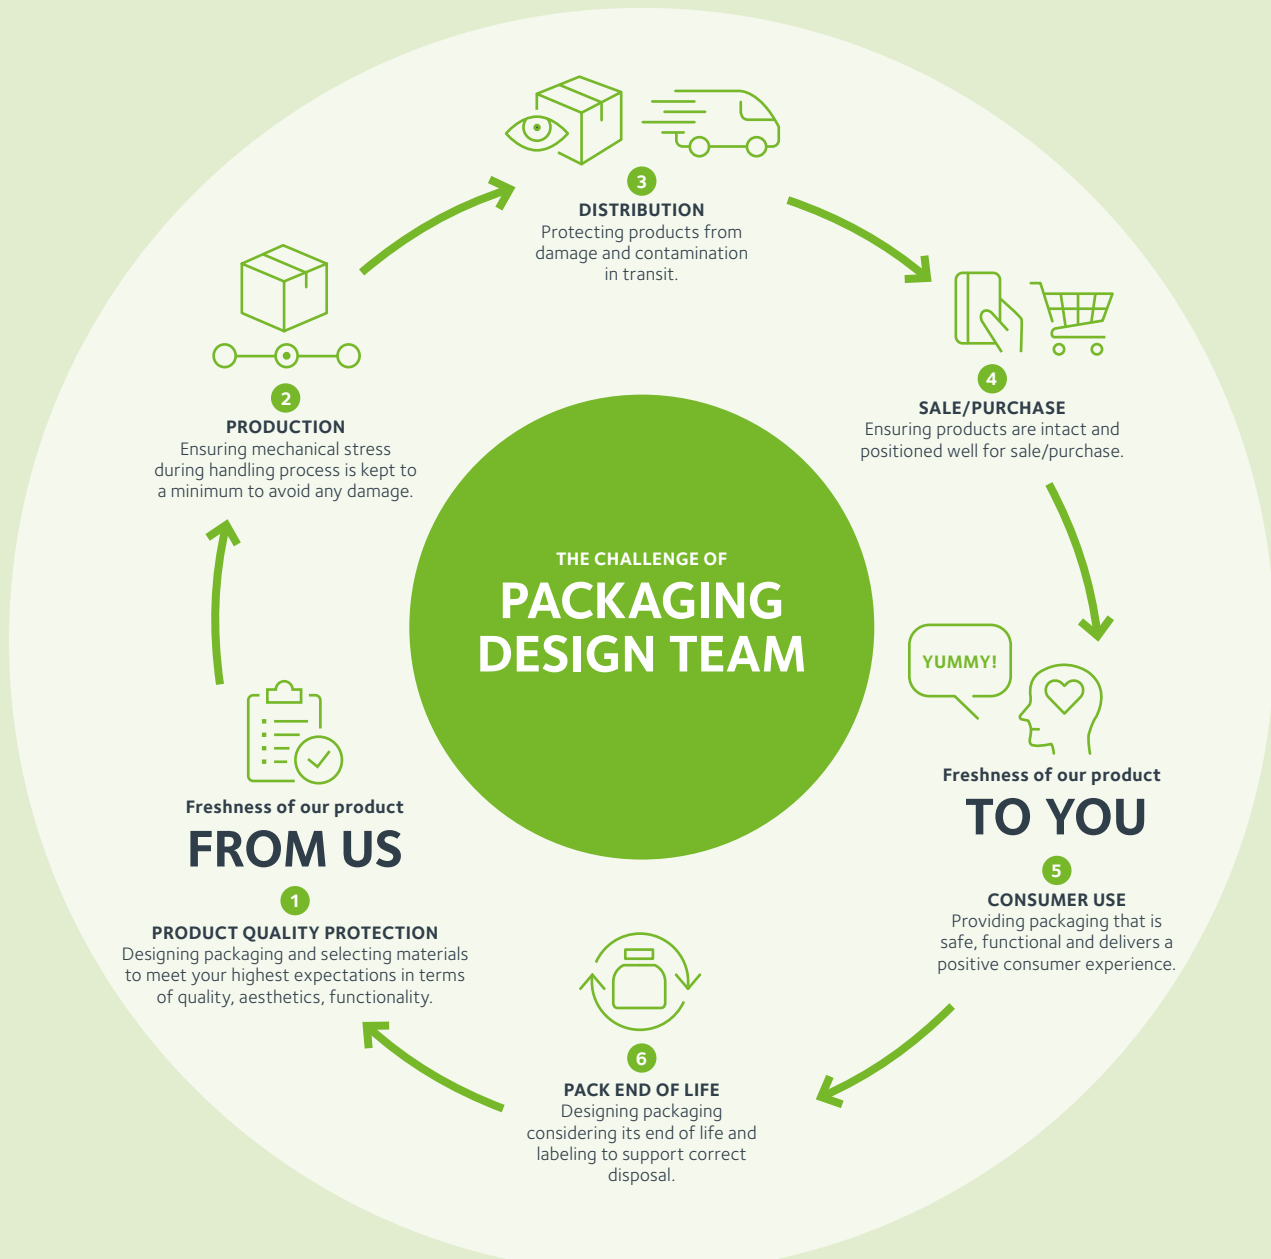 THE CHALLENGE OF
PACKAGING
DESIGN TEAM
Freshness of our product
FROM US
1
PRODUCT QUALITY PROTECTION
Designing packaging and selecting materials
to meet your highest expectations in terms
of quality, aesthetics, functionality.
2
PRODUCTION
Ensuring mechanical stress
during handling process is kept to
a minimum to avoid any damage.
3
DISTRIBUTION
Protecting products from
damage and contamination
in transit.
4
SALE/PURCHASE
Ensuring products are intact and
positioned well for sale/purchase.
YUMMY!
Freshness of our product
TO YOU
5
CONSUMER USE
Providing packaging that is
safe, functional and delivers a
positive consumer experience.
6
PACK END OF LIFE
Designing packaging
considering its end of life and
labeling to support correct
disposal.